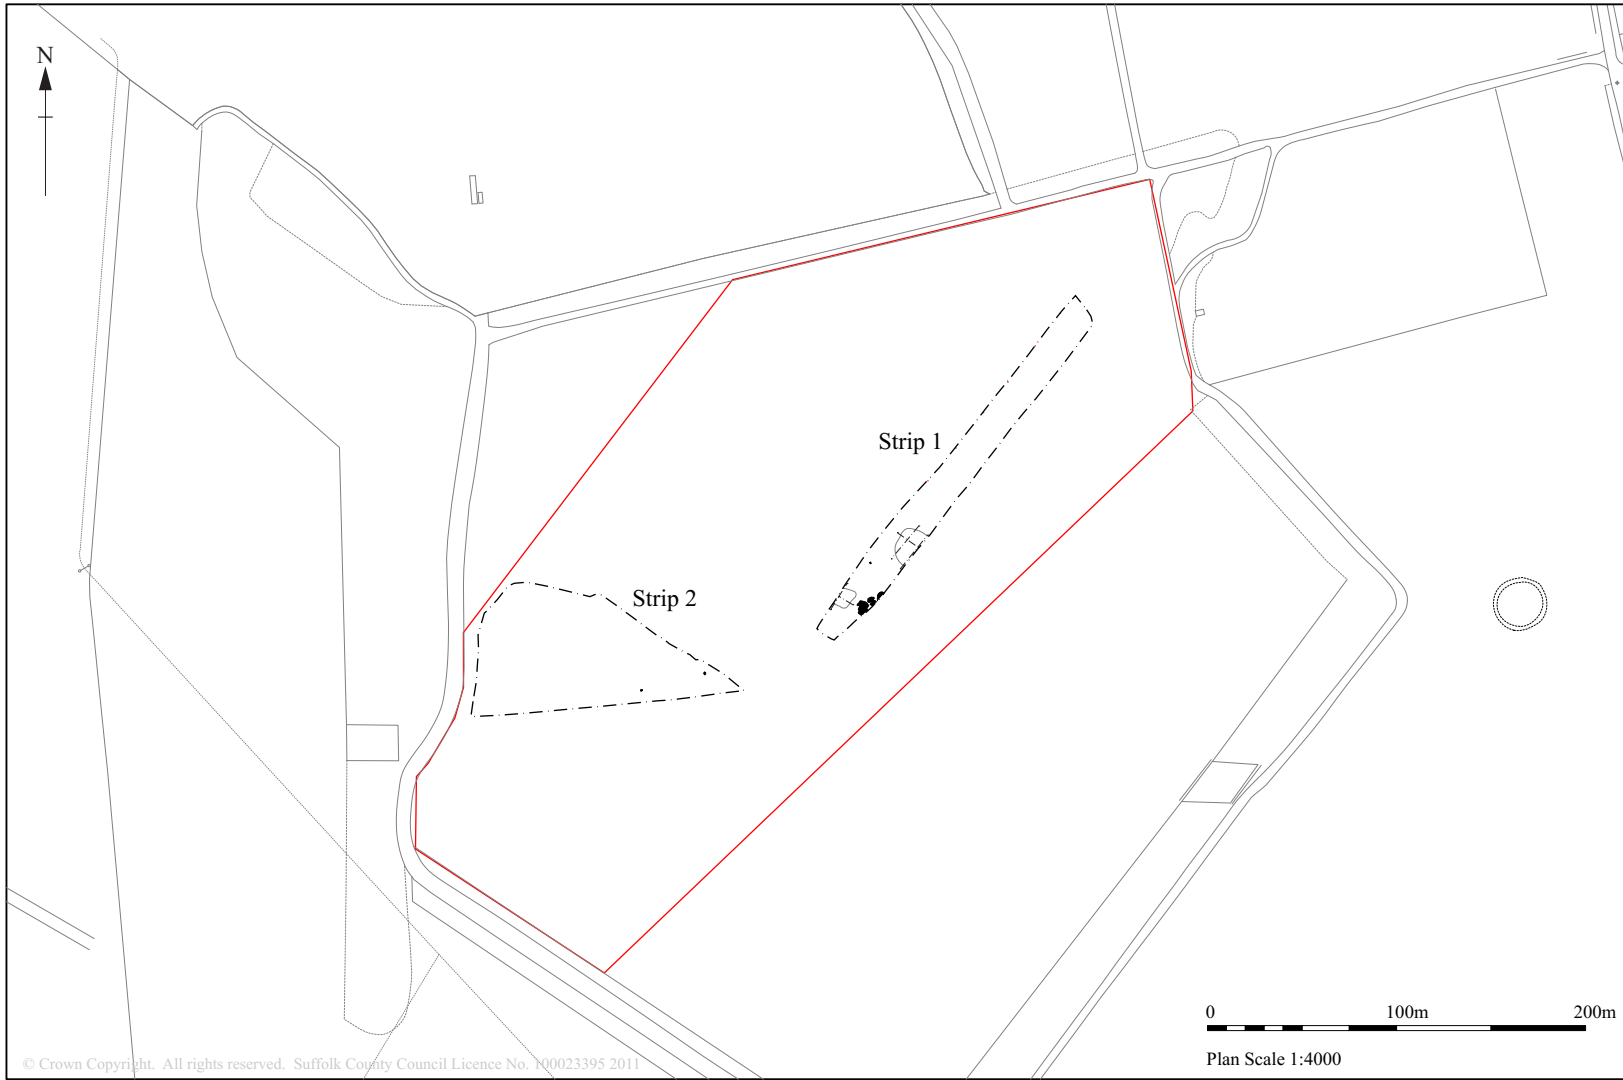 N
Strip 1
Strip 2
0 100m 200m
Plan Scale 1:4000
© Crown Copyright. All rights reserved. Suffolk County Council Licence No. 100023395 2011